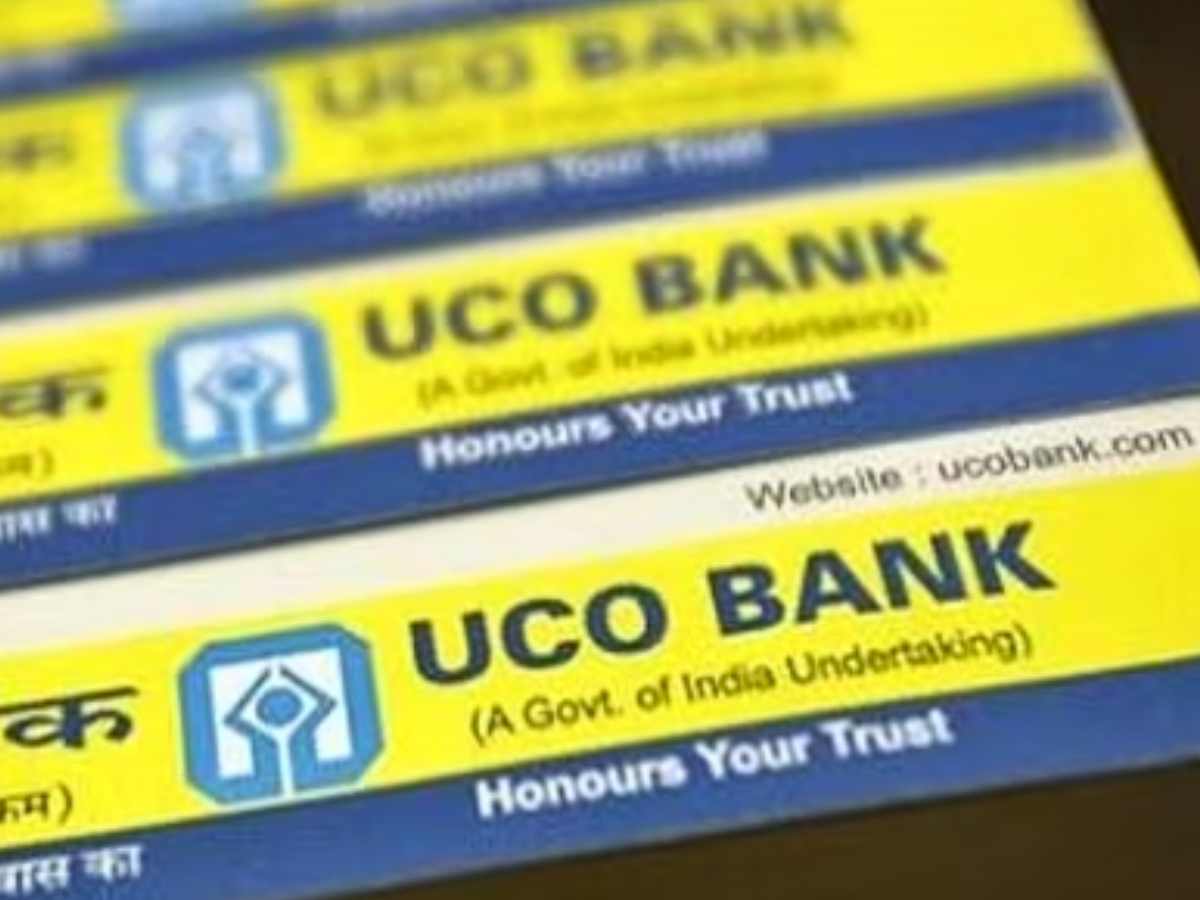 UCO BANK
Honours Your Trust
क UCO BANK
(A Govt. of India Undertaking)
Honours Your Trust
का
Website : ucobank.com
क UCO BANK
(A Govt. of India Undertaking)
Honours Your Trust
का